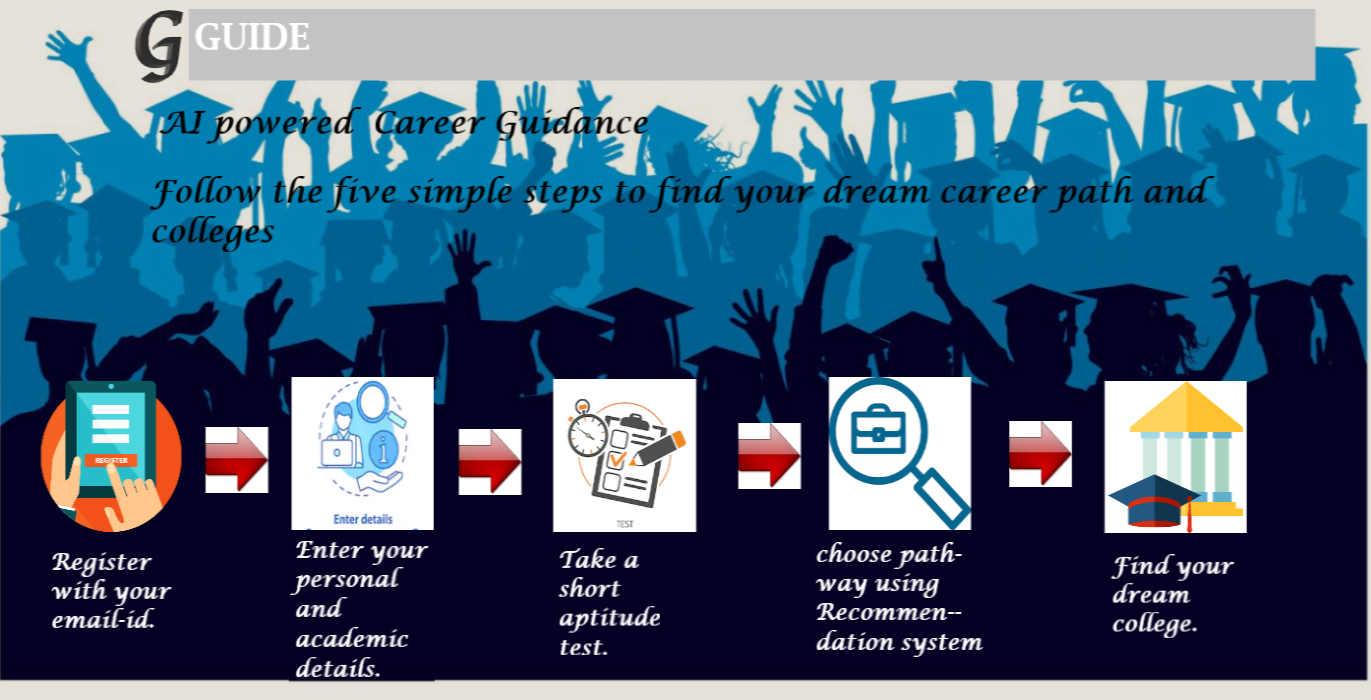 G GUIDE
AI powered Career Guidance
Follow the five simple steps to find your dream career path and
colleges
REGISTER
Enter details
TEST
Register
with your
email-id.
Enter your
personal
and
academic
details.
Take a
short
aptitude
test.
choose path-
way using
Recommen--
dation system
Find your
dream
college.